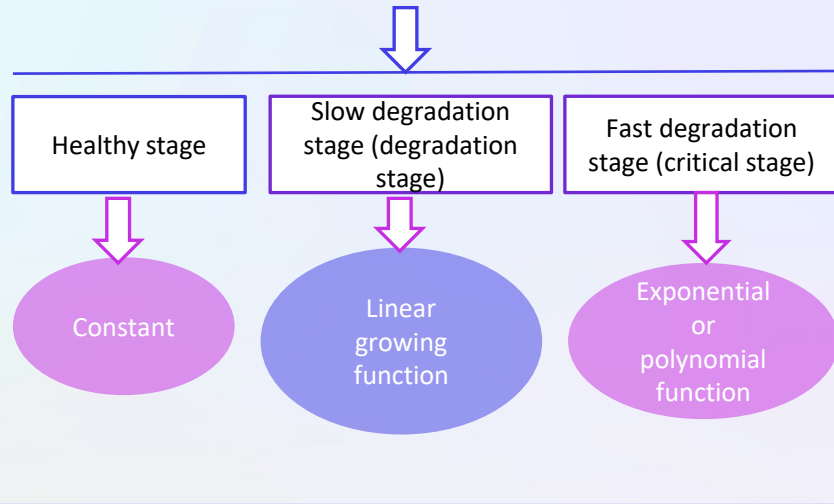 Healthy stage
Slow degradation
stage (degradation
stage)
Fast degradation
stage (critical stage)
Constant
Linear
growing
function
Exponential
or
polynomial
function